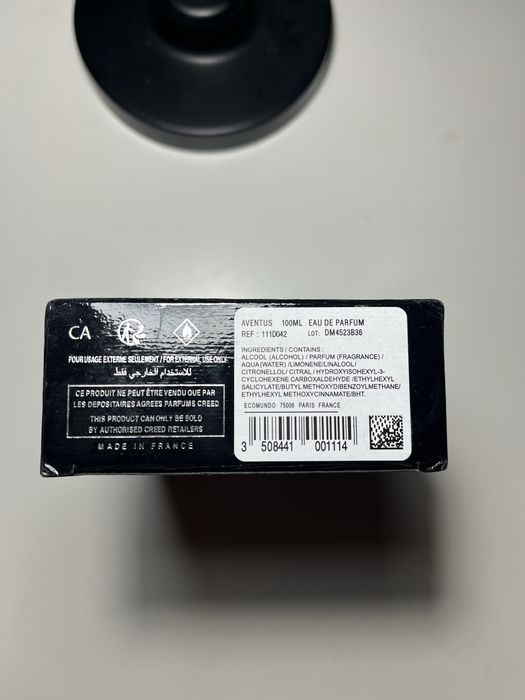 CA
POUR USAGE EXTERNE SEULEMENT / FOR EXTERNAL USE ONLY
للاستخدام الخارجي فقط
CE PRODUIT NE PEUT ÊTRE VENDU QUE PAR
LES DEPOSITAIRES AGREES PARFUMS CREED
THIS PRODUCT CAN ONLY BE SOLD
BY AUTHORISED CREED RETAILERS
MADE IN FRANCE
AVENTUS 100ML EAU DE PARFUM
REF : 111D042 LOT: DM4523B36
INGREDIENTS / CONTAINS :
ALCOOL (ALCOHOL) / PARFUM (FRAGRANCE) /
AQUA (WATER) /LIMONENE/LINALOOL/
CITRONELLOL/ CITRAL / HYDROXYISOHEXYL-3-
CYCLOHEXENE CARBOXALDEHYDE /ETHYLHEXYL
SALICYLATE/BUTYL METHOXYDIBENZOYLMETHANE/
ETHYLHEXYL METHOXYCINNAMATE/BHT.
ECOMUNDO 75008 PARIS FRANCE
3 508441 001114